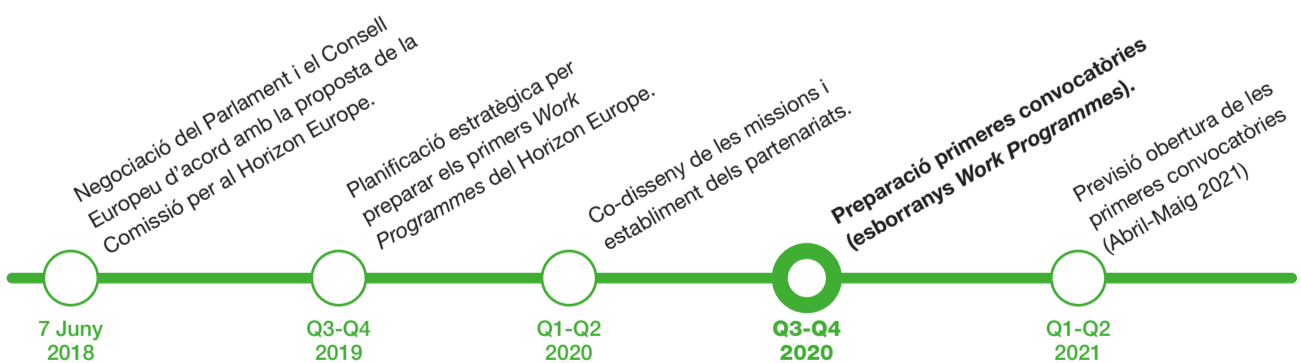 Negociació del Parlament i el Consell
Europeu d'acord amb la proposta de la
Comissió per al Horizon Europe.
7 Juny
2018
Planificació estratègica per
preparar els primers Work
Programmes del Horizon Europe.
Q3-Q4
2019
Co-disseny de les missions i
establiment dels partenariats.
Q1-Q2
2020
Preparació primeres convocatòries
(esborranys Work Programmes).
Q3-Q4
2020
Previsió obertura de les
primeres convocatòries
(Abril-Maig 2021)
Q1-Q2
2021